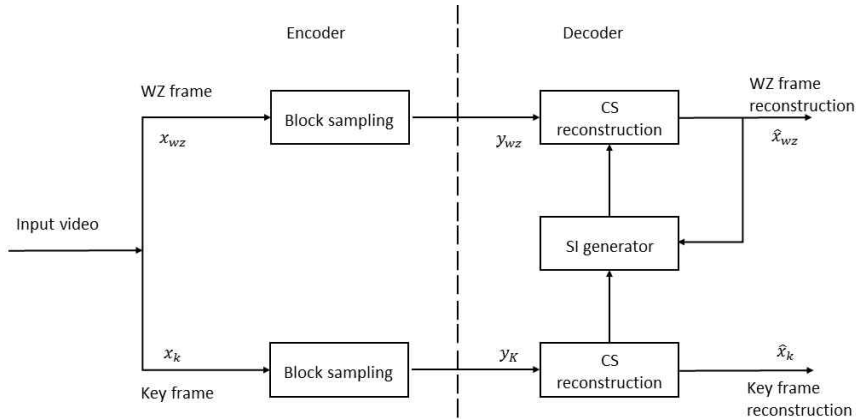 Encoder
Decoder
WZ frame
x_wz
Block sampling
y_wz
CS
reconstruction
WZ frame
reconstruction
x̂_wz
Input video
SI generator
x_k
Key frame
Block sampling
y_K
CS
reconstruction
x̂_k
Key frame
reconstruction